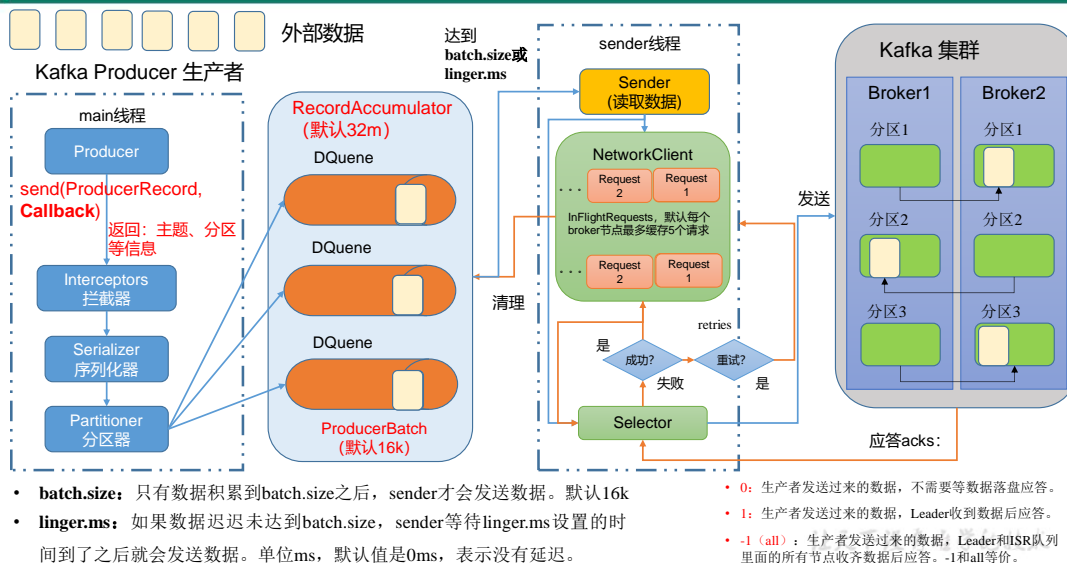 外部数据
Kafka Producer 生产者
main线程
Producer
send(ProducerRecord,
Callback)
返回：主题、分区
等信息
Interceptors
拦截器
Serializer
序列化器
Partitioner
分区器
RecordAccumulator
(默认32m）
DQuene
DQuene
DQuene
ProducerBatch
(默认16k）
达到
batch.size或
linger.ms
清理
sender线程
Sender
(读取数据)
NetworkClient
...
Request
2
Request
1
InFlightRequests，默认每个
broker节点最多缓存5个请求
...
Request
2
Request
1
retries
是
成功?
重试?
失败
是
Selector
发送
Kafka 集群
Broker1
Broker2
分区1
分区1
分区2
分区2
分区3
分区3
应答acks：
• batch.size：只有数据积累到batch.size之后，sender才会发送数据。默认16k
• linger.ms：如果数据迟迟未达到batch.size，sender等待linger.ms设置的时
间到了之后就会发送数据。单位ms，默认值是0ms，表示没有延迟。
• 0：生产者发送过来的数据，不需要等数据落盘应答。
• 1：生产者发送过来的数据，Leader收到数据后应答。
• -1（all）：生产者发送过来的数据，Leader和ISR队列
里面的所有节点收齐数据后应答。-1和all等价。